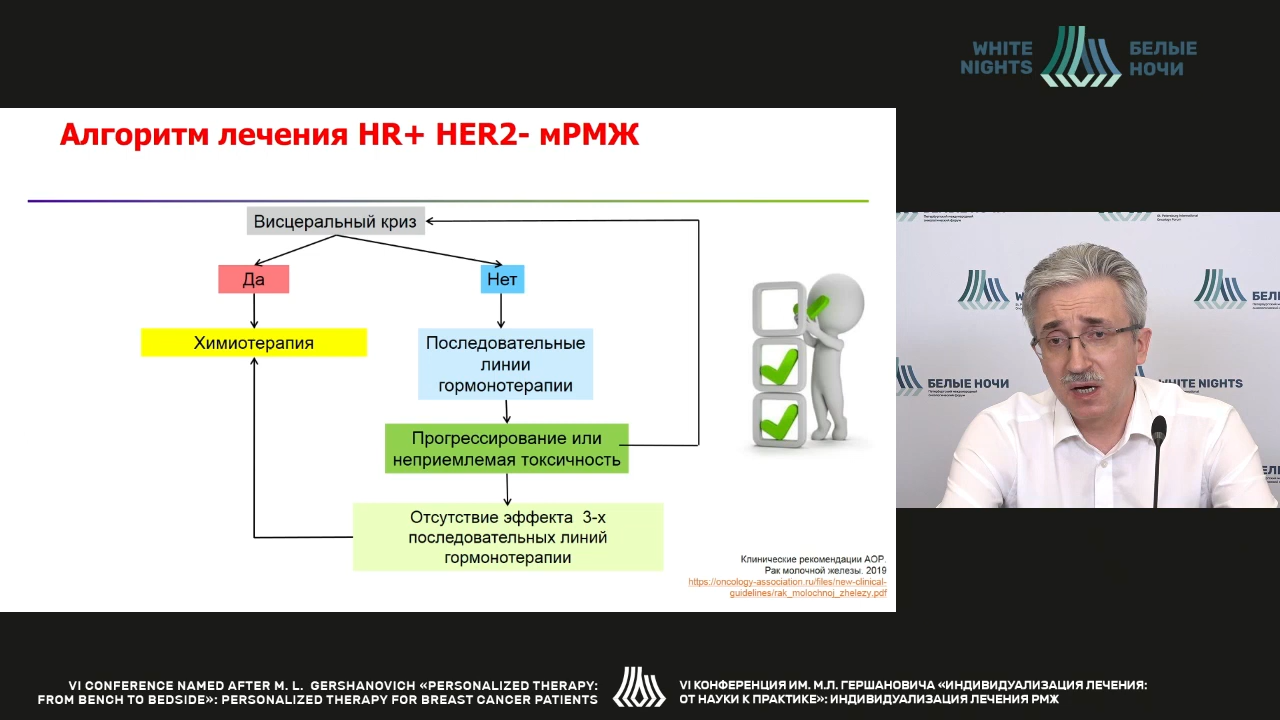 WHITE
NIGHTS
БЕЛЫЕ
НОЧИ
Алгоритм лечения HR+ HER2- мРМЖ
Висцеральный криз
Да
Нет
Химиотерапия
Последовательные
линии
гормонотерапии
Прогрессирование или
неприемлемая токсичность
Отсутствие эффекта 3-х
последовательных линий
гормонотерапии
Клинические рекомендации АОР.
Рак молочной железы. 2019
https://oncology-association.ru/files/new-clinical-
guidelines/rak_molochnoj_zhelezy.pdf
БЕЛЫЕ НОЧИ
WHITE NIGHTS
VI CONFERENCE NAMED AFTER M. L. GERSHANOVICH «PERSONALIZED THERAPY:
FROM BENCH TO BEDSIDE»: PERSONALIZED THERAPY FOR BREAST CANCER PATIENTS
VI КОНФЕРЕНЦИЯ ИМ. М.Л. ГЕРШАНОВИЧА «ИНДИВИДУАЛИЗАЦИЯ ЛЕЧЕНИЯ:
ОТ НАУКИ К ПРАКТИКЕ»: ИНДИВИДУАЛИЗАЦИЯ ЛЕЧЕНИЯ РМЖ